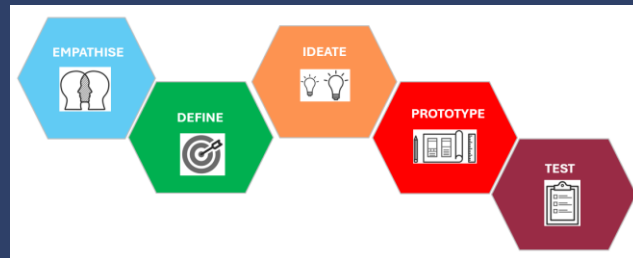 EMPATHISE
DEFINE
IDEATE
PROTOTYPE
TEST